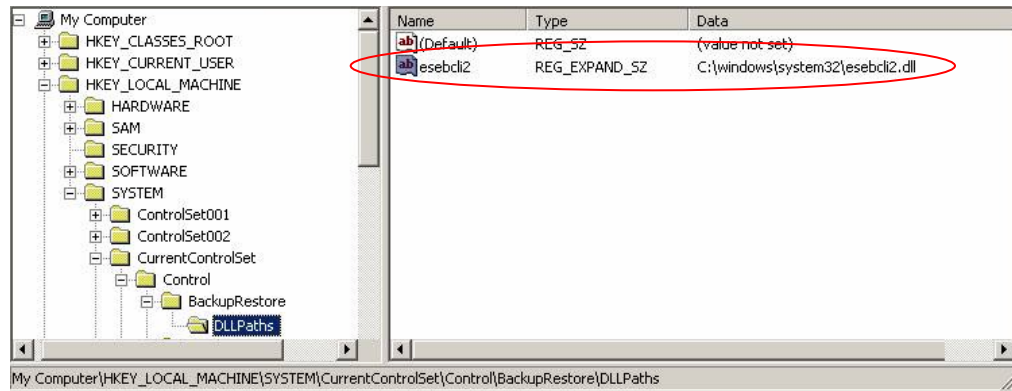 My Computer
HKEY_CLASSES_ROOT
HKEY_CURRENT_USER
HKEY_LOCAL_MACHINE
HARDWARE
SAM
SECURITY
SOFTWARE
SYSTEM
ControlSet001
ControlSet002
CurrentControlSet
Control
BackupRestore
DLLPaths
Name Type Data
ab (Default) REG_SZ (value not set)
ab esebcli2 REG_EXPAND_SZ C:\windows\system32\esebcli2.dll
My Computer\HKEY_LOCAL_MACHINE\SYSTEM\CurrentControlSet\Control\BackupRestore\DLLPaths